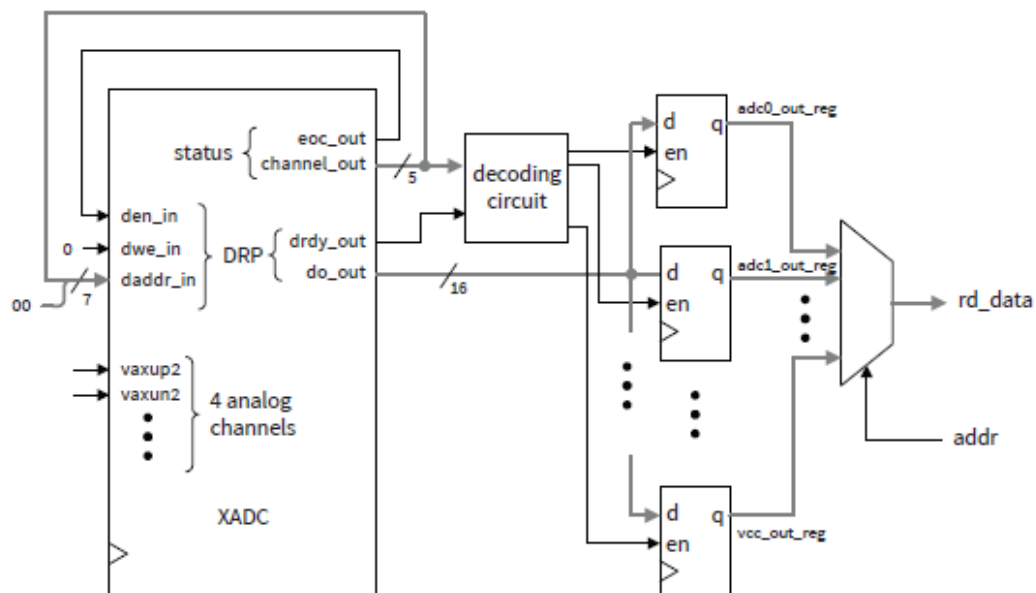 status
eoc_out
channel_out
5
decoding
circuit
d
q
en
adc0_out_reg
den_in
0
dwe_in
DRP
drdy_out
do_out
daddr_in
00
7
16
d
q
en
adc1_out_reg
rd_data
vaxup2
vaxun2
4 analog
channels
addr
XADC
d
q
en
vcc_out_reg